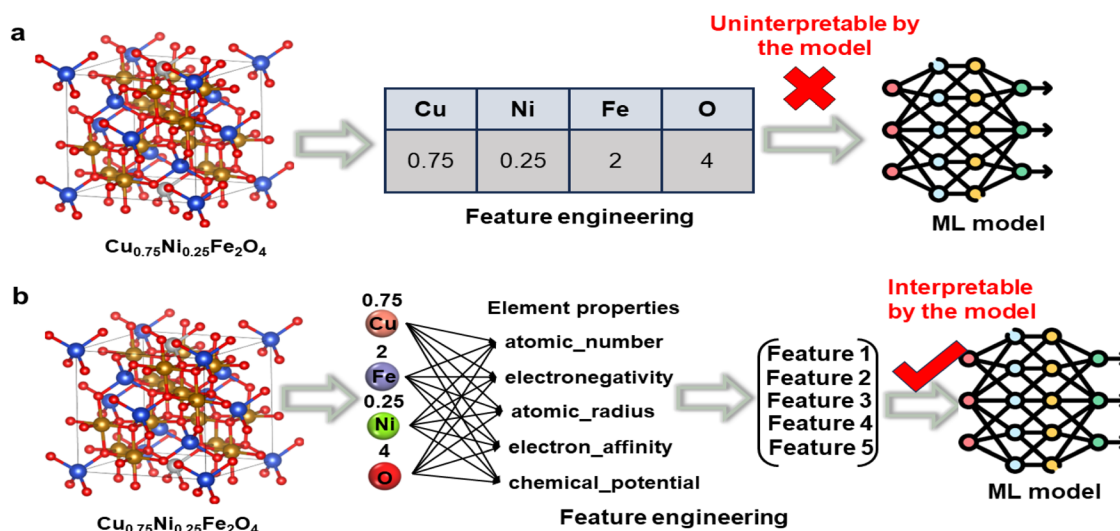 a
Uninterpretable by
the model
Cu Ni Fe O
0.75 0.25 2 4
Feature engineering
ML model
Cu₀.₇₅Ni₀.₂₅Fe₂O₄
b
0.75
Cu
2
Fe
0.25
Ni
4
O
Element properties
atomic_number
electronegativity
atomic_radius
electron_affinity
chemical_potential
Feature engineering
Feature 1
Feature 2
Feature 3
Feature 4
Feature 5
Interpretable
by the model
ML model
Cu₀.₇₅Ni₀.₂₅Fe₂O₄